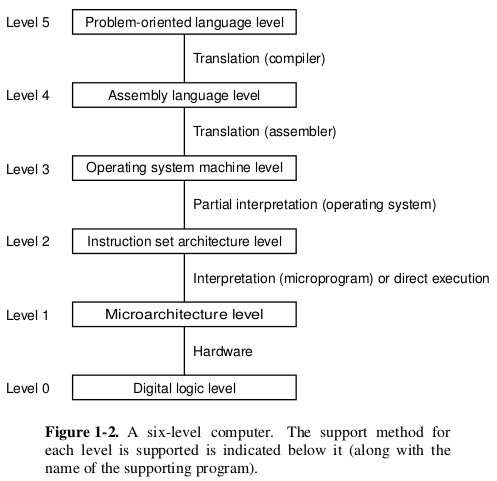 Level 5 Problem-oriented language level
Translation (compiler)
Level 4 Assembly language level
Translation (assembler)
Level 3 Operating system machine level
Partial interpretation (operating system)
Level 2 Instruction set architecture level
Interpretation (microprogram) or direct execution
Level 1 Microarchitecture level
Hardware
Level 0 Digital logic level
Figure 1-2. A six-level computer. The support method for
each level is supported is indicated below it (along with the
name of the supporting program).